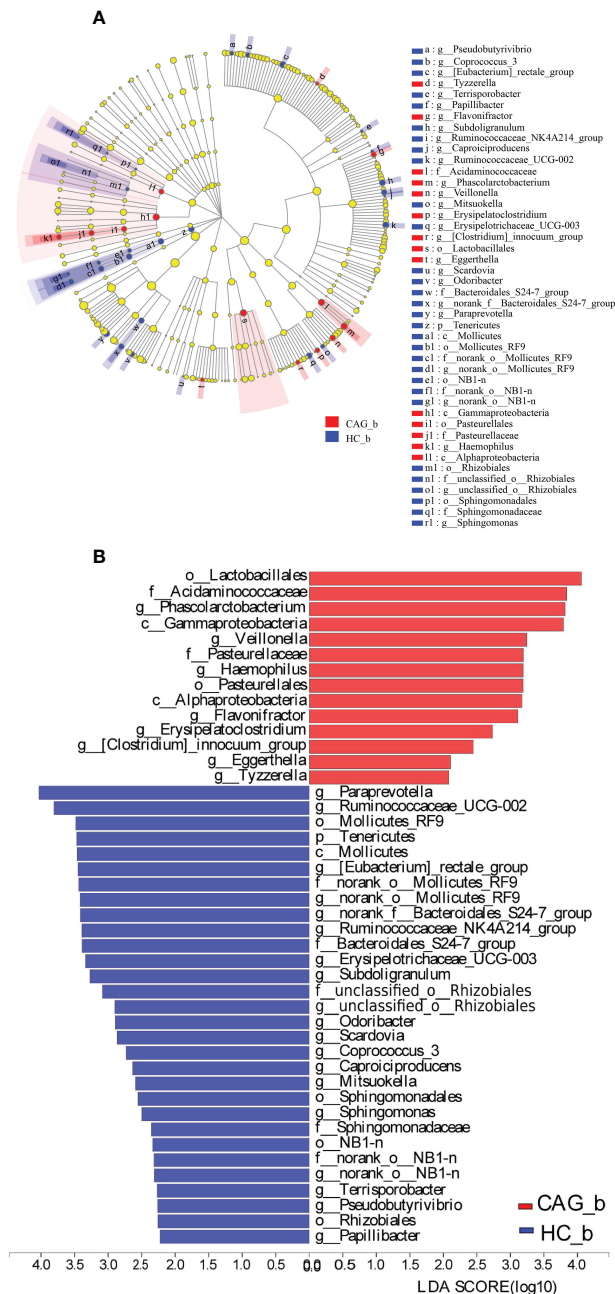 A
a : g__Pseudobutyrivibrio
b : g__Coprococcus_3
c : g__[Eubacterium]_rectale_group
d : g__Tyzzerella
e : g__Terrisporobacter
f : g__Papillibacter
g : g__Flavonifractor
h : g__Subdoligranulum
i : g__Ruminococcaceae_NK4A214_group
j : g__Caproiciproducens
k : g__Ruminococcaceae_UCG-002
l : f__Acidaminococcaceae
m : g__Phascolarctobacterium
n : g__Veillonella
o : g__Mitsuokella
p : g__Erysipelatoclostridium
q : g__Erysipelotrichaceae_UCG-003
r : g__[Clostridium]_innocuum_group
s : o__Lactobacillales
t : g__Eggerthella
u : g__Scardovia
v : g__Odoribacter
w : f__Bacteroidales_S24-7_group
x : g__norank_f__Bacteroidales_S24-7_group
y : g__Paraprevotella
z : p__Tenericutes
a1 : c__Mollicutes
b1 : o__Mollicutes_RF9
c1 : f__norank_o__Mollicutes_RF9
d1 : g__norank_o__Mollicutes_RF9
e1 : o__NB1-n
f1 : f__norank_o__NB1-n
g1 : g__norank_o__NB1-n
h1 : c__Gammaproteobacteria
i1 : o__Pasteurellales
j1 : f__Pasteurellaceae
k1 : g__Haemophilus
l1 : c__Alphaproteobacteria
m1 : o__Rhizobiales
n1 : f__unclassified_o__Rhizobiales
o1 : g__unclassified_o__Rhizobiales
p1 : o__Sphingomonadales
q1 : f__Sphingomonadaceae
r1 : g__Sphingomonas
CAG_b
HC_b
B
o__Lactobacillales
f__Acidaminococcaceae
g__Phascolarctobacterium
c__Gammaproteobacteria
g__Veillonella
f__Pasteurellaceae
g__Haemophilus
o__Pasteurellales
c__Alphaproteobacteria
g__Flavonifractor
g__Erysipelatoclostridium
g__[Clostridium]_innocuum_group
g__Eggerthella
g__Tyzzerella
g__Paraprevotella
g__Ruminococcaceae_UCG-002
o__Mollicutes_RF9
p__Tenericutes
c__Mollicutes
g__[Eubacterium]_rectale_group
f__norank_o__Mollicutes_RF9
g__norank_o__Mollicutes_RF9
g__norank_f__Bacteroidales_S24-7_group
g__Ruminococcaceae_NK4A214_group
f__Bacteroidales_S24-7_group
g__Erysipelotrichaceae_UCG-003
g__Subdoligranulum
f__unclassified_o__Rhizobiales
g__unclassified_o__Rhizobiales
g__Odoribacter
g__Scardovia
g__Coprococcus_3
g__Caproiciproducens
g__Mitsuokella
o__Sphingomonadales
g__Sphingomonas
f__Sphingomonadaceae
o__NB1-n
f__norank_o__NB1-n
g__norank_o__NB1-n
g__Terrisporobacter
g__Pseudobutyrivibrio
o__Rhizobiales
g__Papillibacter
CAG_b
HC_b
4.0 3.5 3.0 2.5 2.0 1.5 1.0 0.5 0.0 0.5 1.0 1.5 2.0 2.5 3.0 3.5 4.0
LDA SCORE(log10)